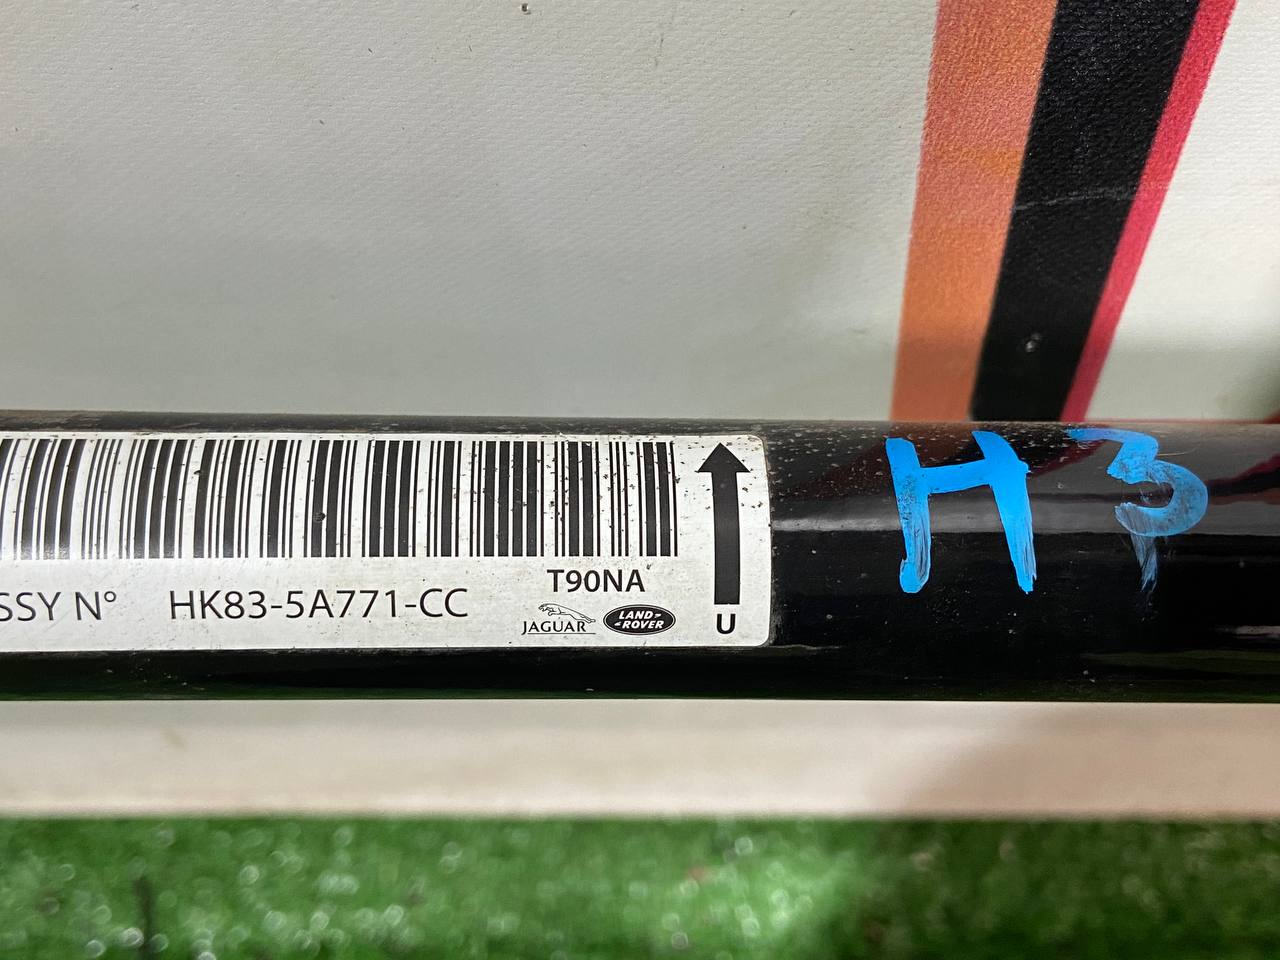 SSY N° HK83-5A771-CC
T90NA
JAGUAR
LAND-
ROVER
U
H3